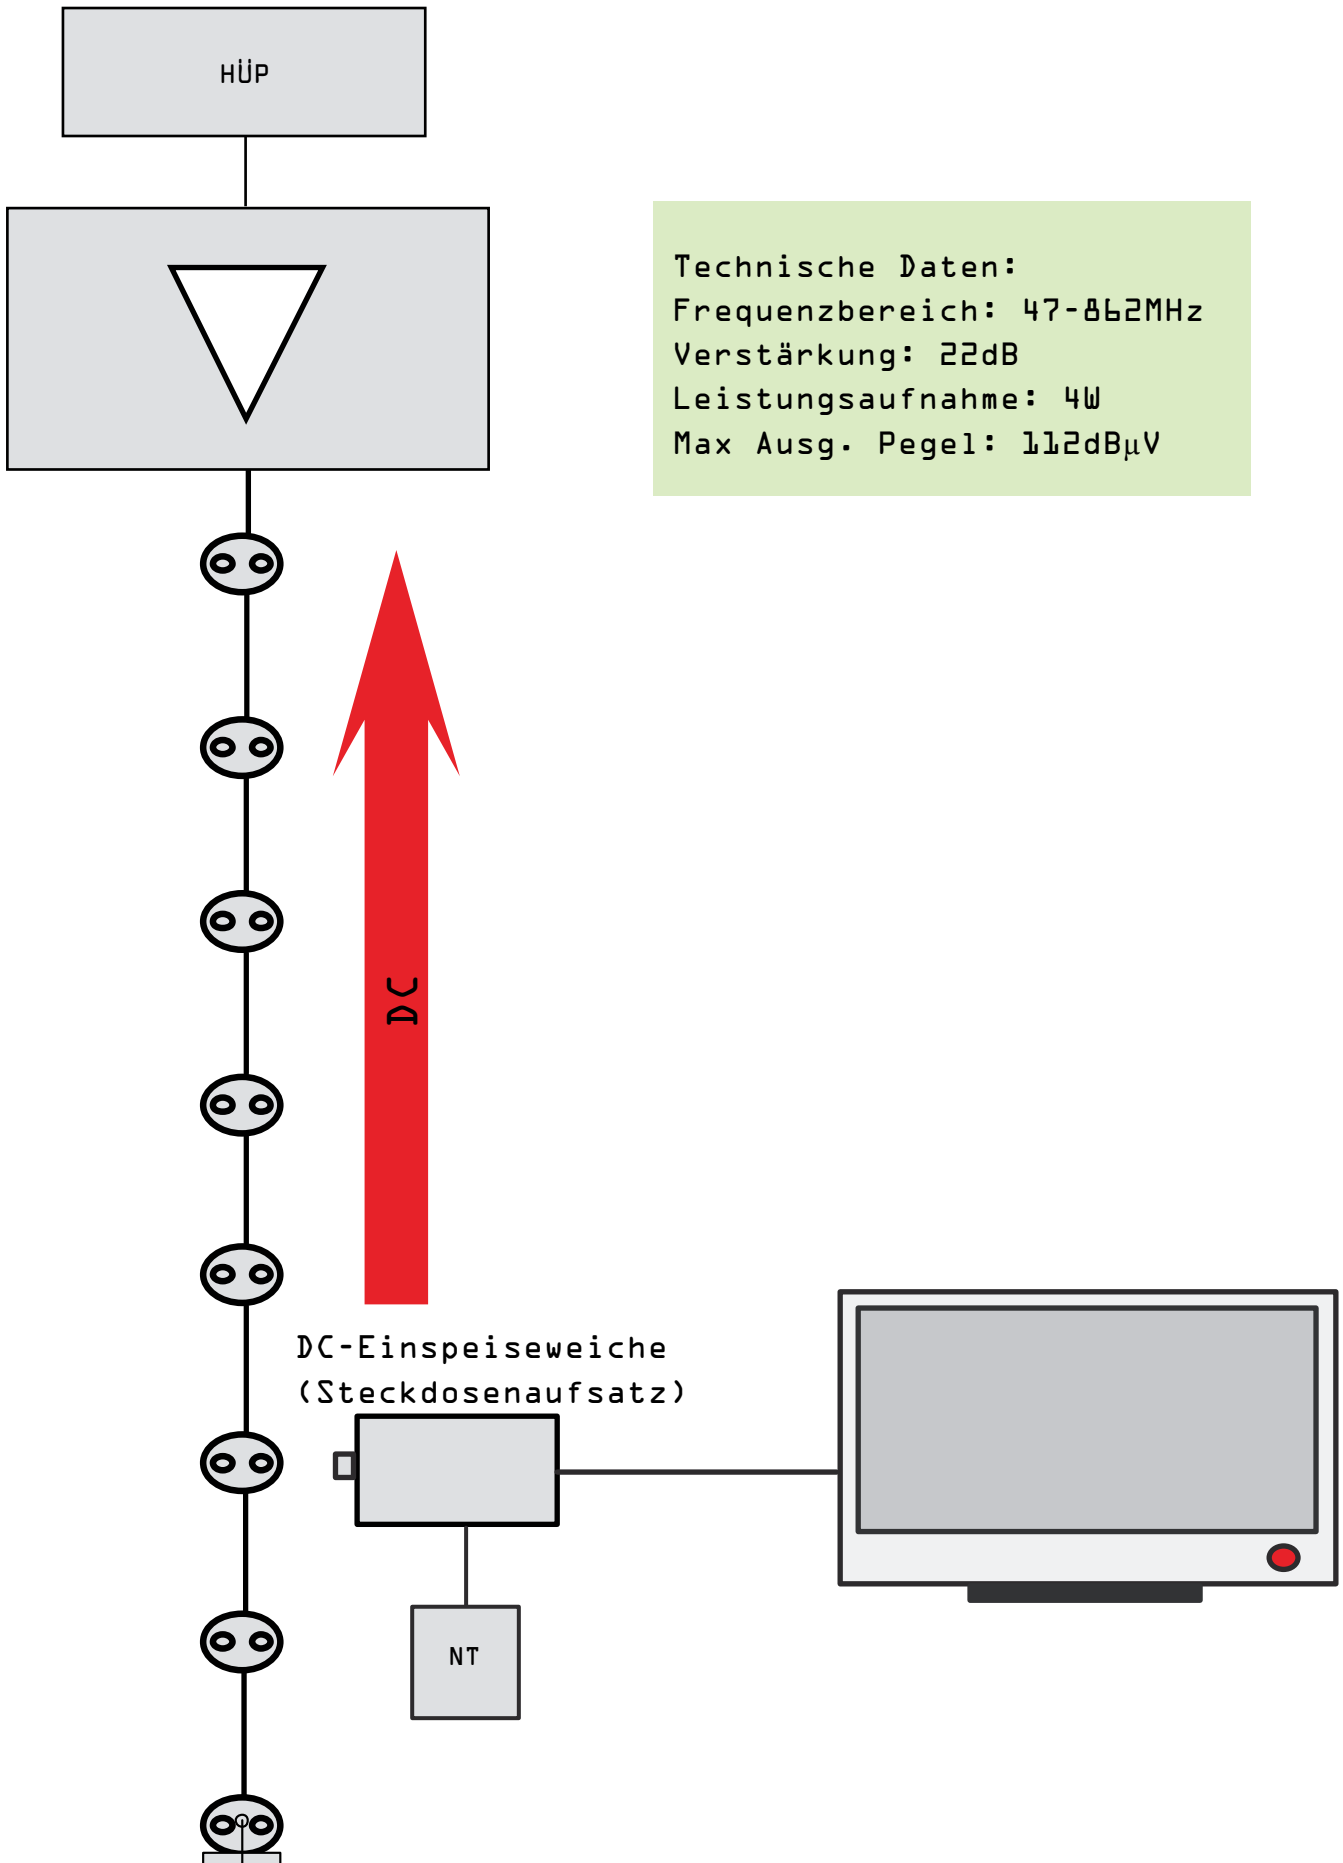 HÜP
Technische Daten:
Frequenzbereich: 47-862MHz
Verstärkung: 22dB
Leistungsaufnahme: 4W
Max Ausg. Pegel: 112dBµV
DC
DC-Einspeiseweiche
(Steckdosenaufsatz)
NT